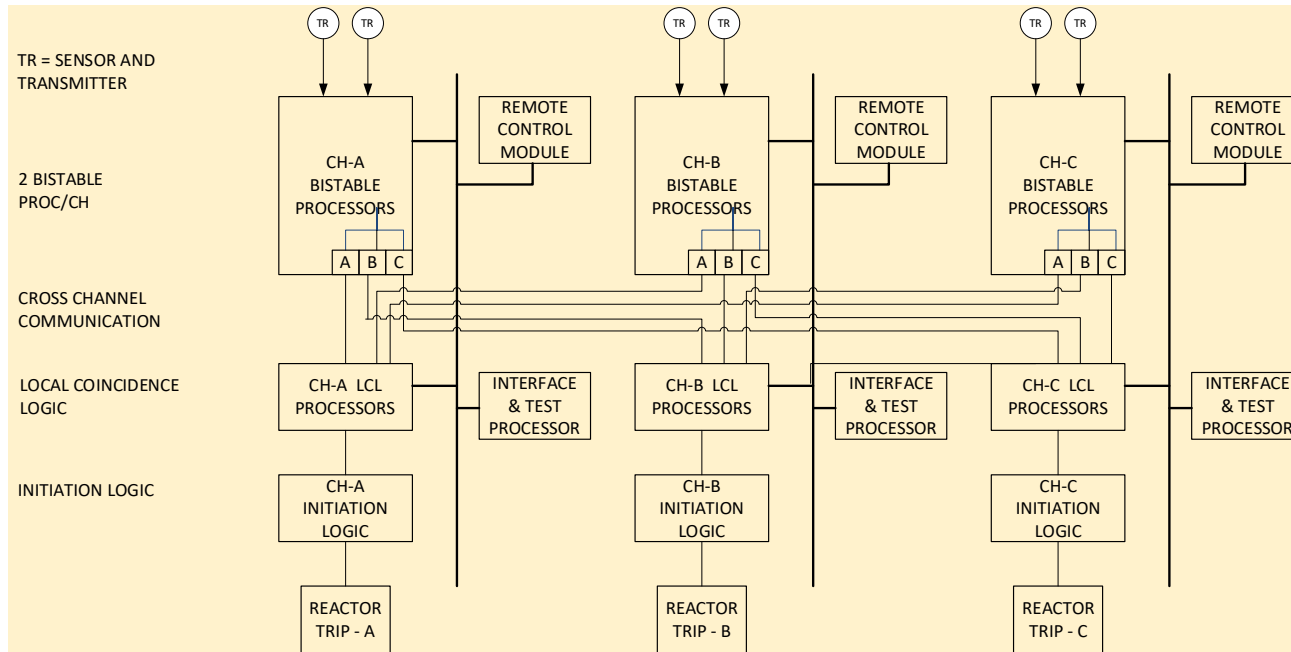 TR TR TR TR TR TR
TR = SENSOR AND
TRANSMITTER
REMOTE
CONTROL
MODULE
REMOTE
CONTROL
MODULE
REMOTE
CONTROL
MODULE
2 BISTABLE
PROC/CH
CH-A
BISTABLE
PROCESSORS
CH-B
BISTABLE
PROCESSORS
CH-C
BISTABLE
PROCESSORS
A B C
A B C
A B C
CROSS CHANNEL
COMMUNICATION
LOCAL COINCIDENCE
LOGIC
CH-A LCL
PROCESSORS
INTERFACE
& TEST
PROCESSOR
CH-B LCL
PROCESSORS
INTERFACE
& TEST
PROCESSOR
CH-C LCL
PROCESSORS
INTERFACE
& TEST
PROCESSOR
INITIATION LOGIC
CH-A
INITIATION
LOGIC
CH-B
INITIATION
LOGIC
CH-C
INITIATION
LOGIC
REACTOR
TRIP - A
REACTOR
TRIP - B
REACTOR
TRIP - C